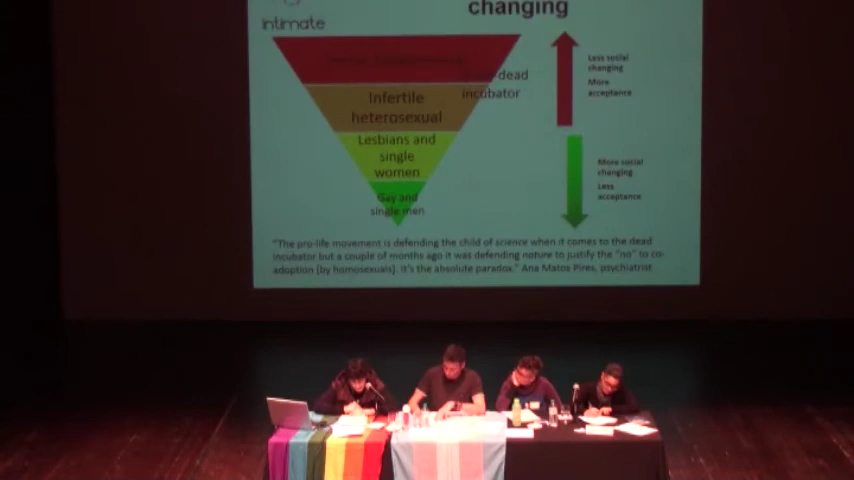 changing
intimate
-dead
incubator
Infertile
heterosexual
Lesbians and
single
women
Gay and
single men
Less social
changing
More
acceptance
More social
changing
Less
acceptance
"The pro-life movement is defending the child of science when it comes to the dead
incubator but a couple of months ago it was defending nature to justify the "no" to co-
adoption [by homosexuals]. It's the absolute paradox." Ana Matos Pires, psychiatrist